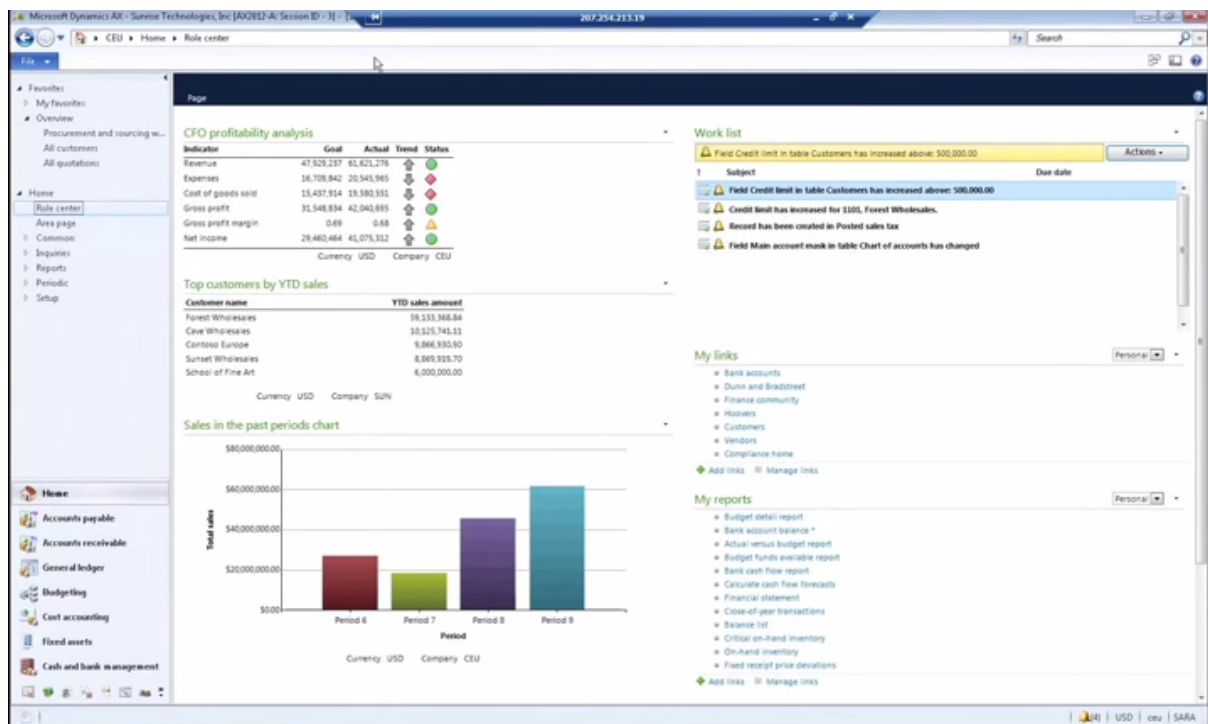 Microsoft Dynamics AX - Sunrise Technologies, Inc [AX2012-A: Session ID - 3] -
207.254.213.19
CEU Home Role center
Search
File
Favorites
My favorites
Overview
Procurement and sourcing w...
All customers
All quotations
Home
Role center
Area page
Common
Inquiries
Reports
Periodic
Setup
Home
Accounts payable
Accounts receivable
General ledger
Budgeting
Cost accounting
Fixed assets
Cash and bank management
Page
CFO profitability analysis
Indicator Goal Actual Trend Status
Revenue 47,929,237 61,621,276
Expenses 16,709,842 20,545,965
Cost of goods sold 15,437,914 19,580,551
Gross profit 31,548,834 42,040,695
Gross profit margin 0.69 0.68
Net income 29,460,464 41,075,312
Currency USD Company CEU
Top customers by YTD sales
Customer name YTD sales amount
Forest Wholesales 39,133,368.84
Cave Wholesales 10,125,741.11
Contoso Europe 9,866,930.90
Sunset Wholesales 8,869,919.70
School of Fine Art 6,000,000.00
Currency USD Company SUN
Sales in the past periods chart
$80,000,000.00
$60,000,000.00
$40,000,000.00
$20,000,000.00
$0.00
Total sales
Period 6 Period 7 Period 8 Period 9
Period
Currency USD Company CEU
Work list
Field Credit limit in table Customers has increased above: 500,000.00
Actions
! Subject Due date
Field Credit limit in table Customers has increased above: 500,000.00
Credit limit has increased for 1101, Forest Wholesales.
Record has been created in Posted sales tax
Field Main account mask in table Chart of accounts has changed
My links
Personal
Bank accounts
Dunn and Bradstreet
Finance community
Hoovers
Customers
Vendors
Compliance home
Add links Manage links
My reports
Personal
Budget detail report
Bank account balance *
Actual versus budget report
Budget funds available report
Bank cash flow report
Calculate cash flow forecasts
Financial statement
Close-of-year transactions
Balance list
Critical on-hand inventory
On-hand inventory
Fixed receipt price deviations
Add links Manage links
(4) USD ceu SARA